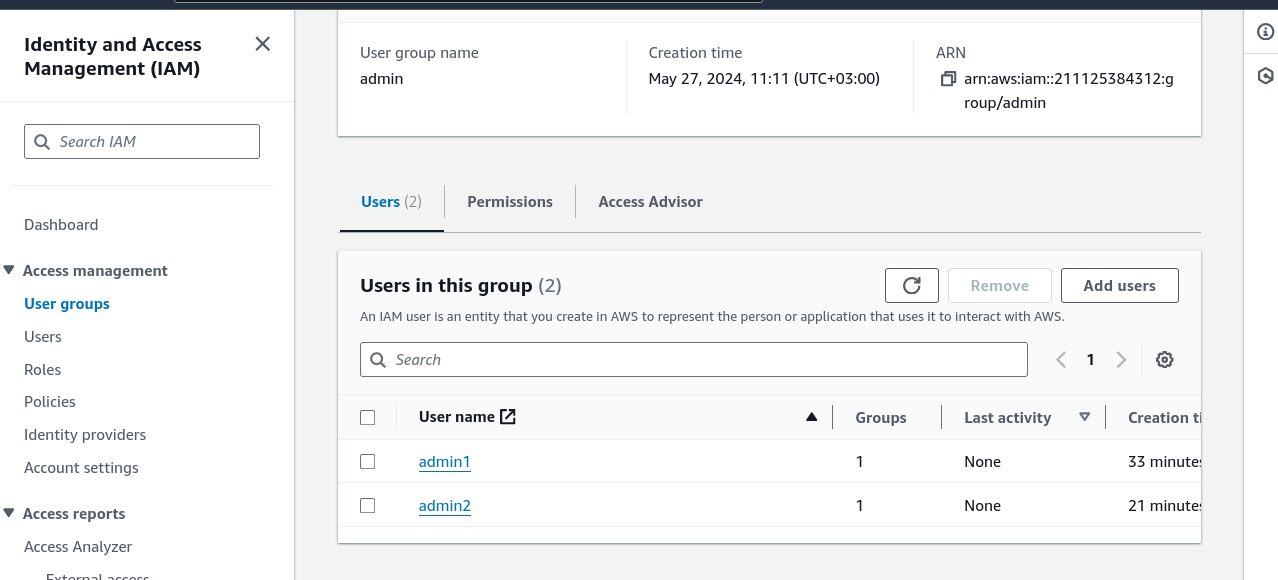 Identity and Access
Management (IAM)
Search IAM
Dashboard
Access management
User groups
Users
Roles
Policies
Identity providers
Account settings
Access reports
Access Analyzer
External access
User group name
admin
Creation time
May 27, 2024, 11:11 (UTC+03:00)
ARN
arn:aws:iam::211125384312:g
roup/admin
Users (2)
Permissions
Access Advisor
Users in this group (2)
Remove
Add users
An IAM user is an entity that you create in AWS to represent the person or application that uses it to interact with AWS.
Search
1
User name Groups Last activity Creation ti
admin1 1 None 33 minutes
admin2 1 None 21 minutes